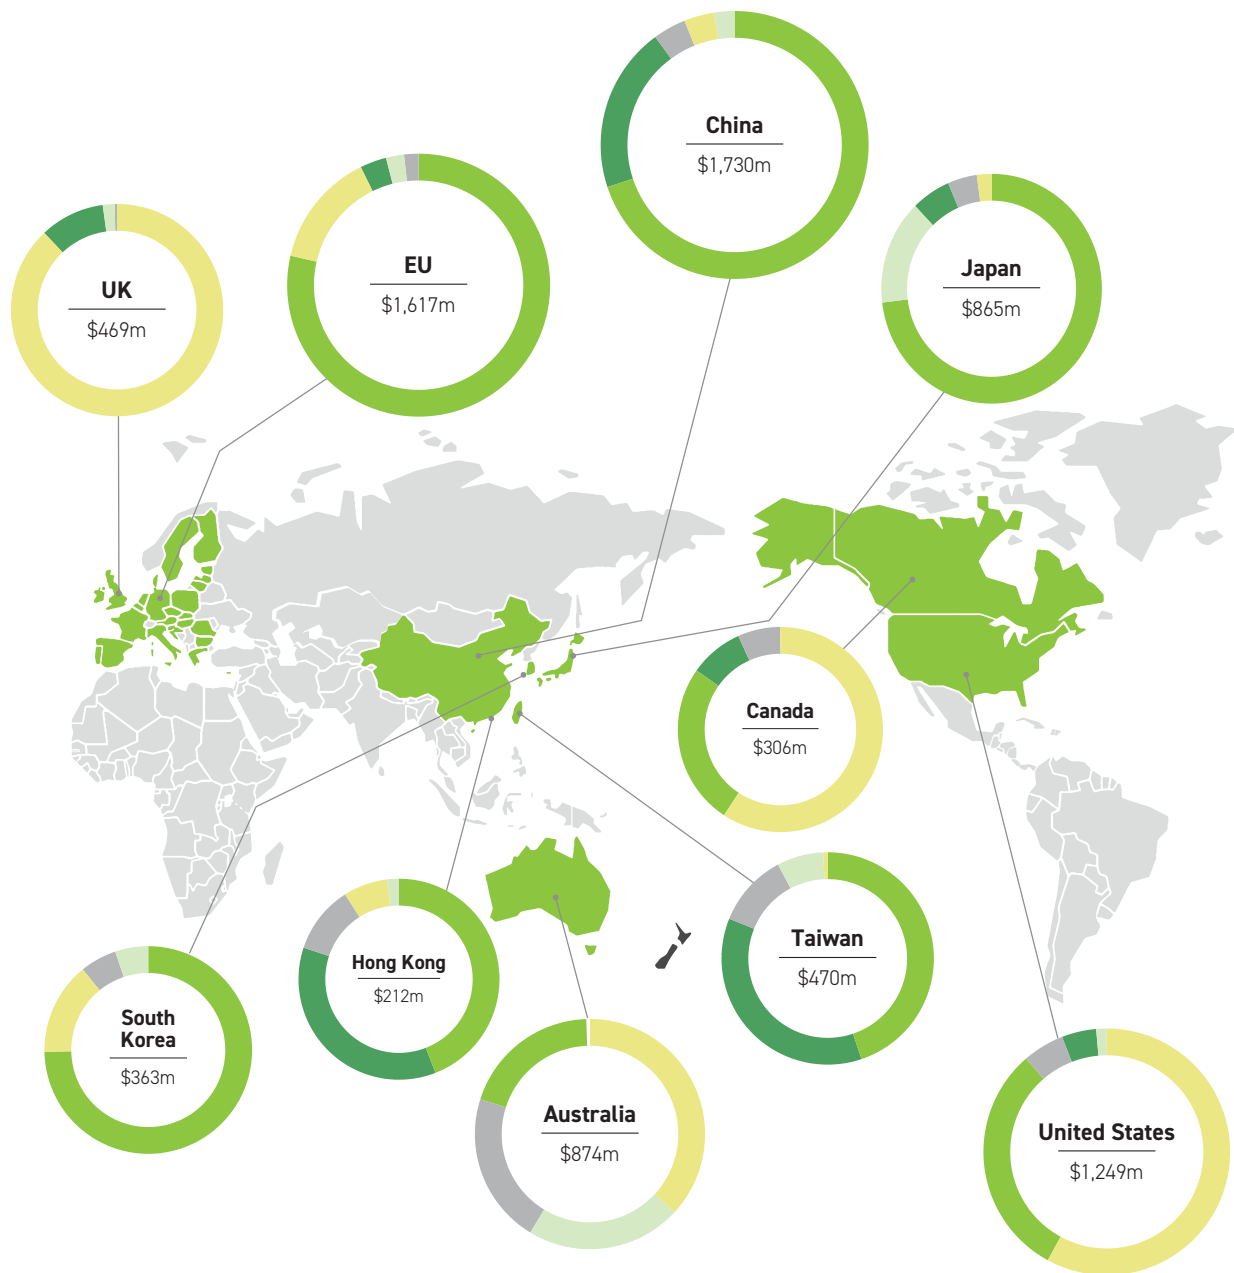 China
$1,730m
EU
$1,617m
Japan
$865m
UK
$469m
Canada
$306m
Taiwan
$470m
Hong Kong
$212m
South
Korea
$363m
Australia
$874m
United States
$1,249m